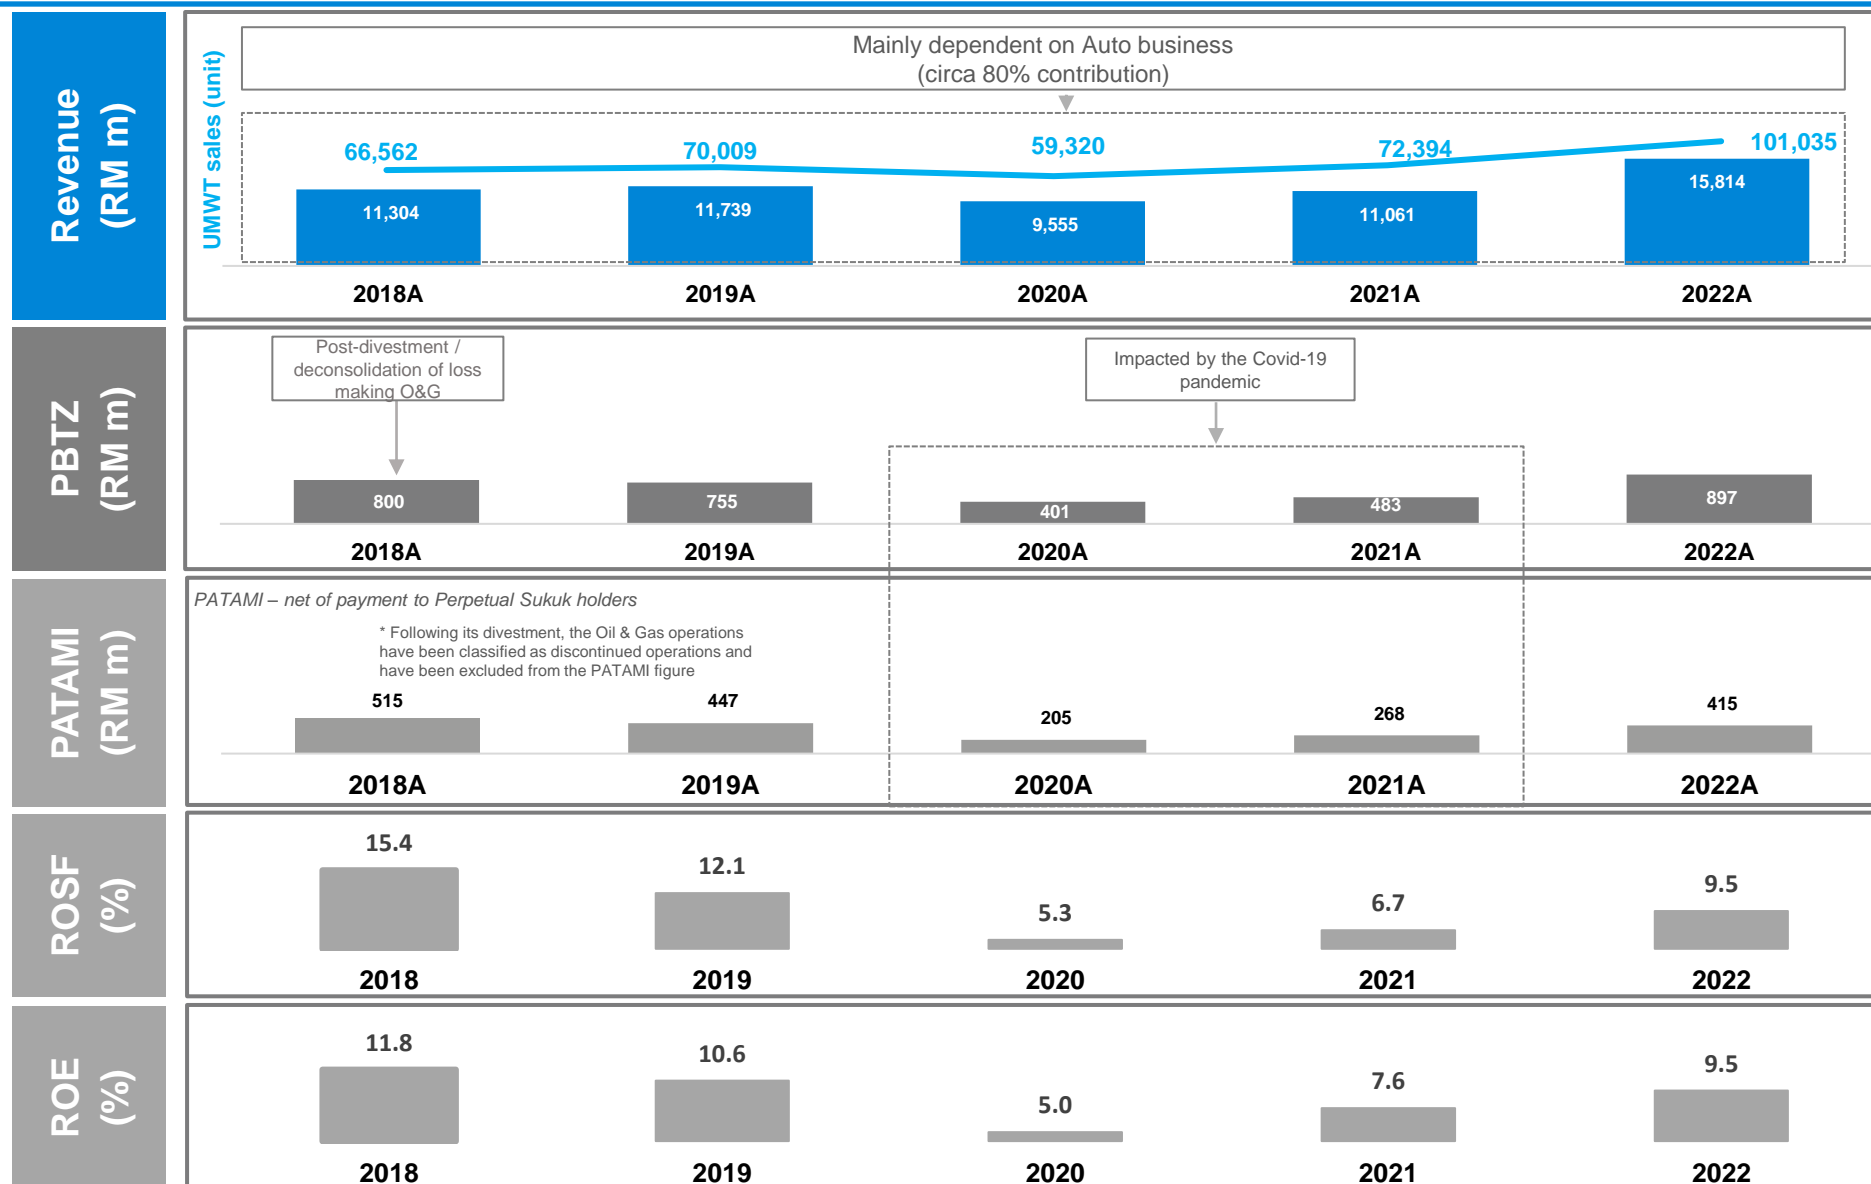 Revenue
(RM m)
UMWT sales (unit)
Mainly dependent on Auto business
(circa 80% contribution)
66,562
70,009
59,320
72,394
101,035
11,304
11,739
9,555
11,061
15,814
2018A
2019A
2020A
2021A
2022A
PBTZ
(RM m)
Post-divestment /
deconsolidation of loss
making O&G
Impacted by the Covid-19
pandemic
800
755
401
483
897
2018A
2019A
2020A
2021A
2022A
PATAMI
(RM m)
PATAMI – net of payment to Perpetual Sukuk holders
* Following its divestment, the Oil & Gas operations
have been classified as discontinued operations and
have been excluded from the PATAMI figure
515
447
205
268
415
2018A
2019A
2020A
2021A
2022A
ROSF
(%)
15.4
12.1
5.3
6.7
9.5
2018
2019
2020
2021
2022
ROE
(%)
11.8
10.6
5.0
7.6
9.5
2018
2019
2020
2021
2022